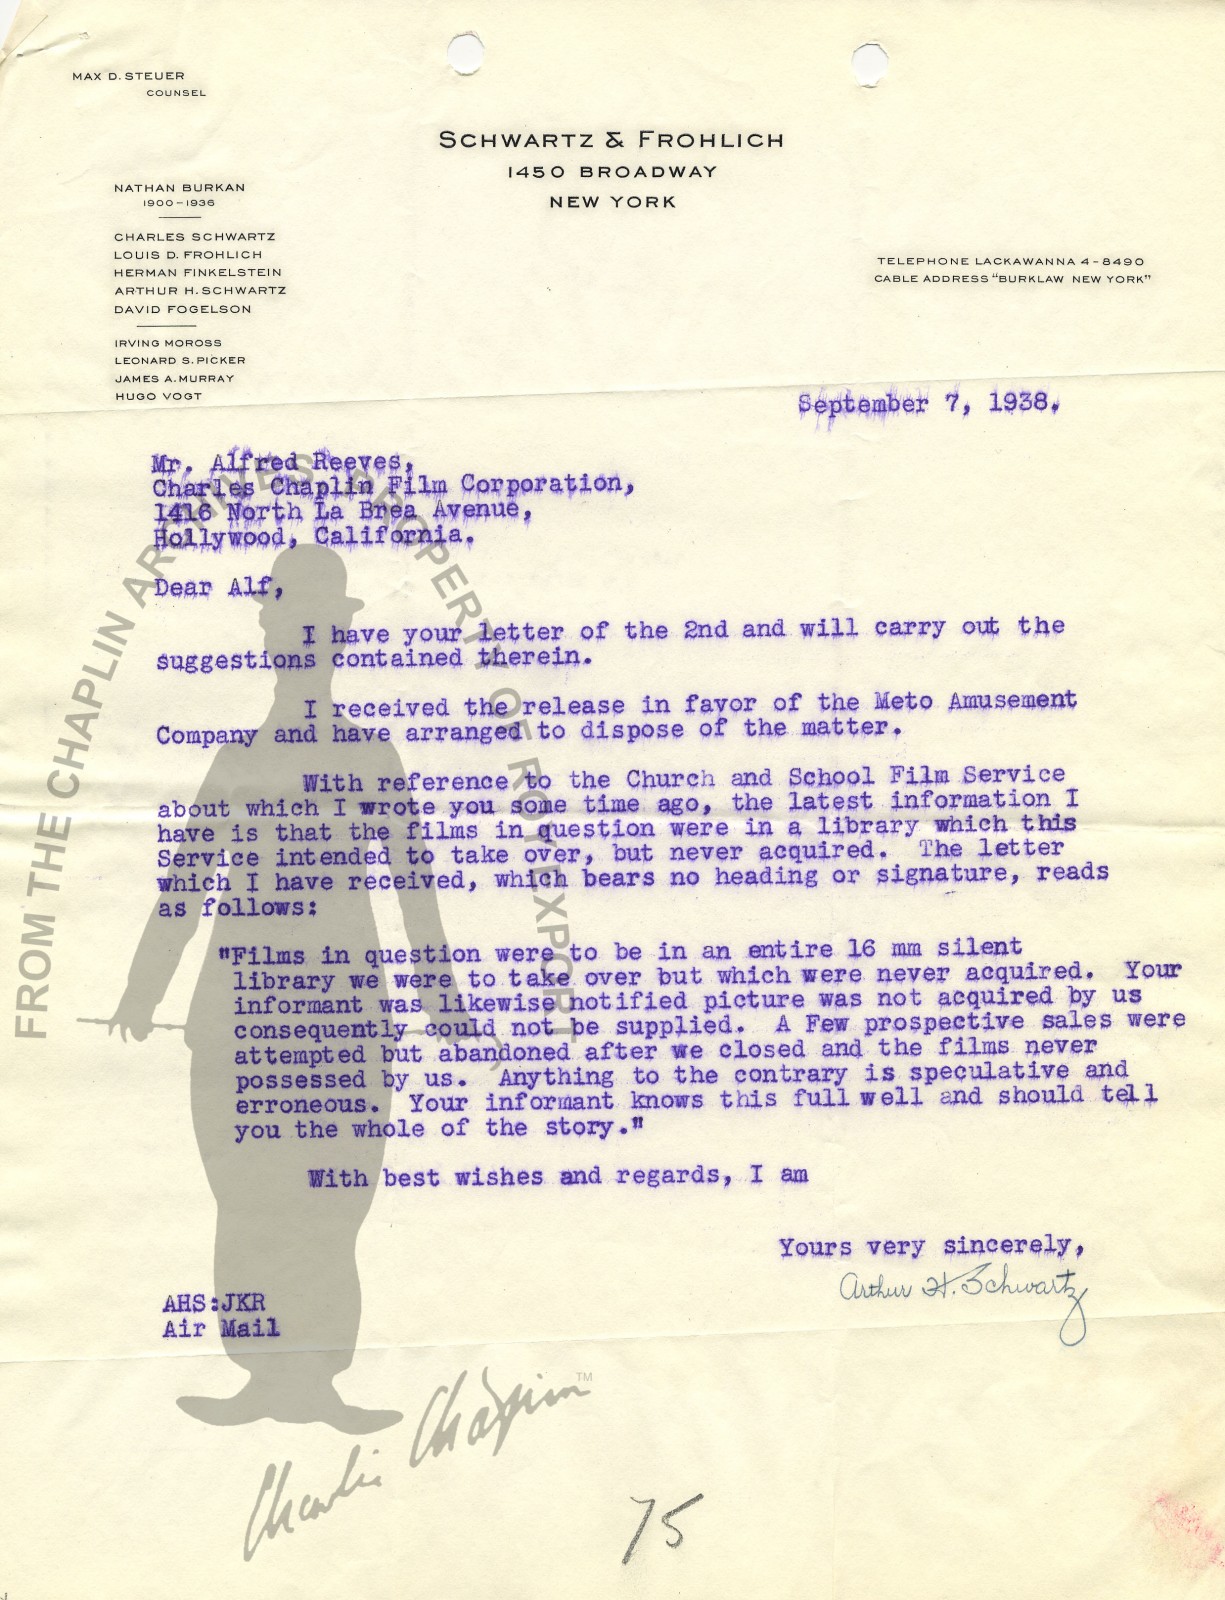 MAX D. STEUER
COUNSEL
SCHWARTZ & FROHLICH
1450 BROADWAY
NEW YORK
NATHAN BURKAN
1900-1936
CHARLES SCHWARTZ
LOUIS D. FROHLICH
HERMAN FINKELSTEIN
ARTHUR H. SCHWARTZ
DAVID FOGELSON
IRVING MOROSS
LEONARD S. PICKER
JAMES A. MURRAY
HUGO VOGT
TELEPHONE LACKAWANNA 4-8490
CABLE ADDRESS "BURKLAW NEW YORK"
September 7, 1938.
Mr. Alfred Reeves,
Charles Chaplin Film Corporation,
1416 North La Brea Avenue,
Hollywood, California.
Dear Alf,
I have your letter of the 2nd and will carry out the
suggestions contained therein.
I received the release in favor of the Meto Amusement
Company and have arranged to dispose of the matter.
With reference to the Church and School Film Service
about which I wrote you some time ago, the latest information I
have is that the films in question were in a library which this
Service intended to take over, but never acquired. The letter
which I have received, which bears no heading or signature, reads
as follows:
"Films in question were to be in an entire 16 mm silent
library we were to take over but which were never acquired. Your
informant was likewise notified picture was not acquired by us
consequently could not be supplied. A Few prospective sales were
attempted but abandoned after we closed and the films never
possessed by us. Anything to the contrary is speculative and
erroneous. Your informant knows this full well and should tell
you the whole of the story."
With best wishes and regards, I am
Yours very sincerely,
Arthur H. Schwartz
AHS:JKR
Air Mail
FROM THE CHAPLIN ARCHIVES PROPERTY OF ROY EXPORT
Charlie Chaplin TM
75